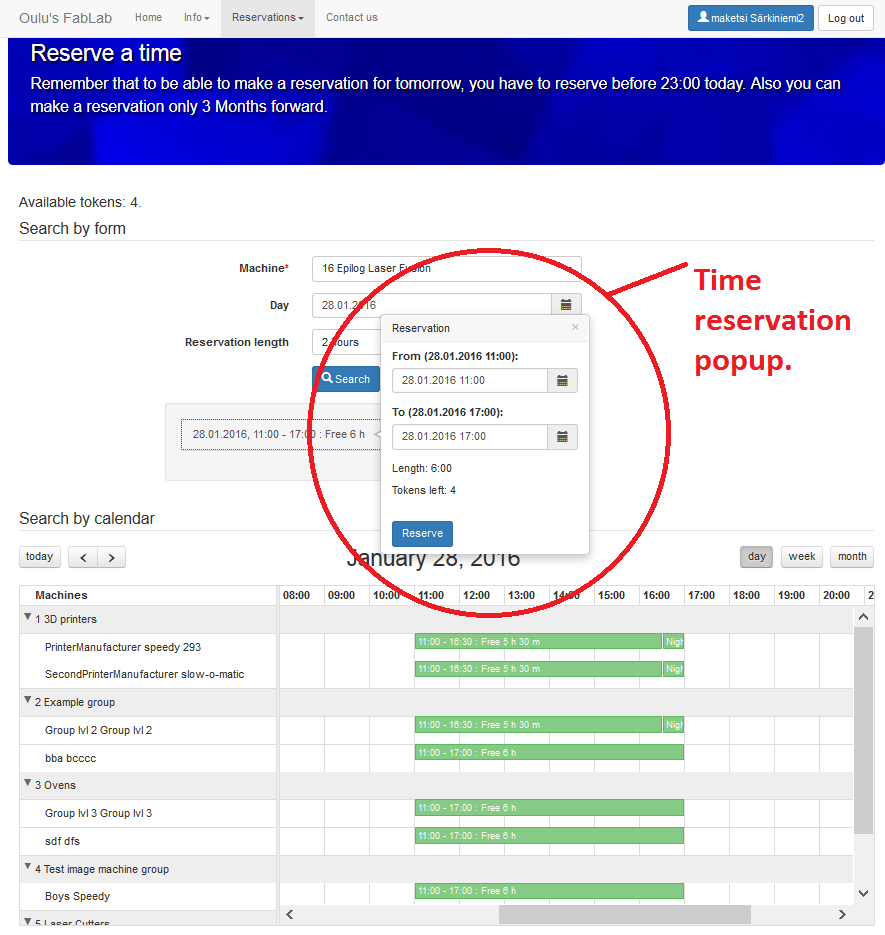 Oulu's FabLab Home Info Reservations Contact us maketsi Särkiniemi2 Log out
Reserve a time
Remember that to be able to make a reservation for tomorrow, you have to reserve before 23:00 today. Also you can
make a reservation only 3 Months forward.
Available tokens: 4.
Search by form
Machine* 16 Epilog Laser Fusion
Day 28.01.2016
Reservation length 2 hours
Search
28.01.2016, 11:00 - 17:00 : Free 6 h
Reservation ×
From (28.01.2016 11:00):
28.01.2016 11:00
To (28.01.2016 17:00):
28.01.2016 17:00
Length: 6:00
Tokens left: 4
Reserve
Time
reservation
popup.
Search by calendar
today < > January 28, 2016 day week month
Machines 08:00 09:00 10:00 11:00 12:00 13:00 14:00 15:00 16:00 17:00 18:00 19:00 20:00 2
1 3D printers
PrinterManufacturer speedy 293 11:00 - 16:30 : Free 5 h 30 m Nigh
SecondPrinterManufacturer slow-o-matic 11:00 - 16:30 : Free 5 h 30 m Nigh
2 Example group
Group lvl 2 Group lvl 2 11:00 - 16:30 : Free 5 h 30 m Nigh
bba bcccc 11:00 - 17:00 : Free 6 h
3 Ovens
Group lvl 3 Group lvl 3 11:00 - 17:00 : Free 6 h
sdf dfs 11:00 - 17:00 : Free 6 h
4 Test image machine group
Boys Speedy 11:00 - 17:00 : Free 6 h
5 Laser Cutters